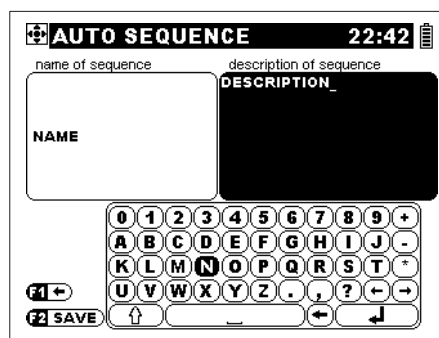 AUTO SEQUENCE 22:42
name of sequence description of sequence
DESCRIPTION_
NAME
0 1 2 3 4 5 6 7 8 9 +
A B C D E F G H I J -
K L M N O P Q R S T *
F1 ← U V W X Y Z . , ? ← →
F2 SAVE ⇧ ⎵ ← ↵